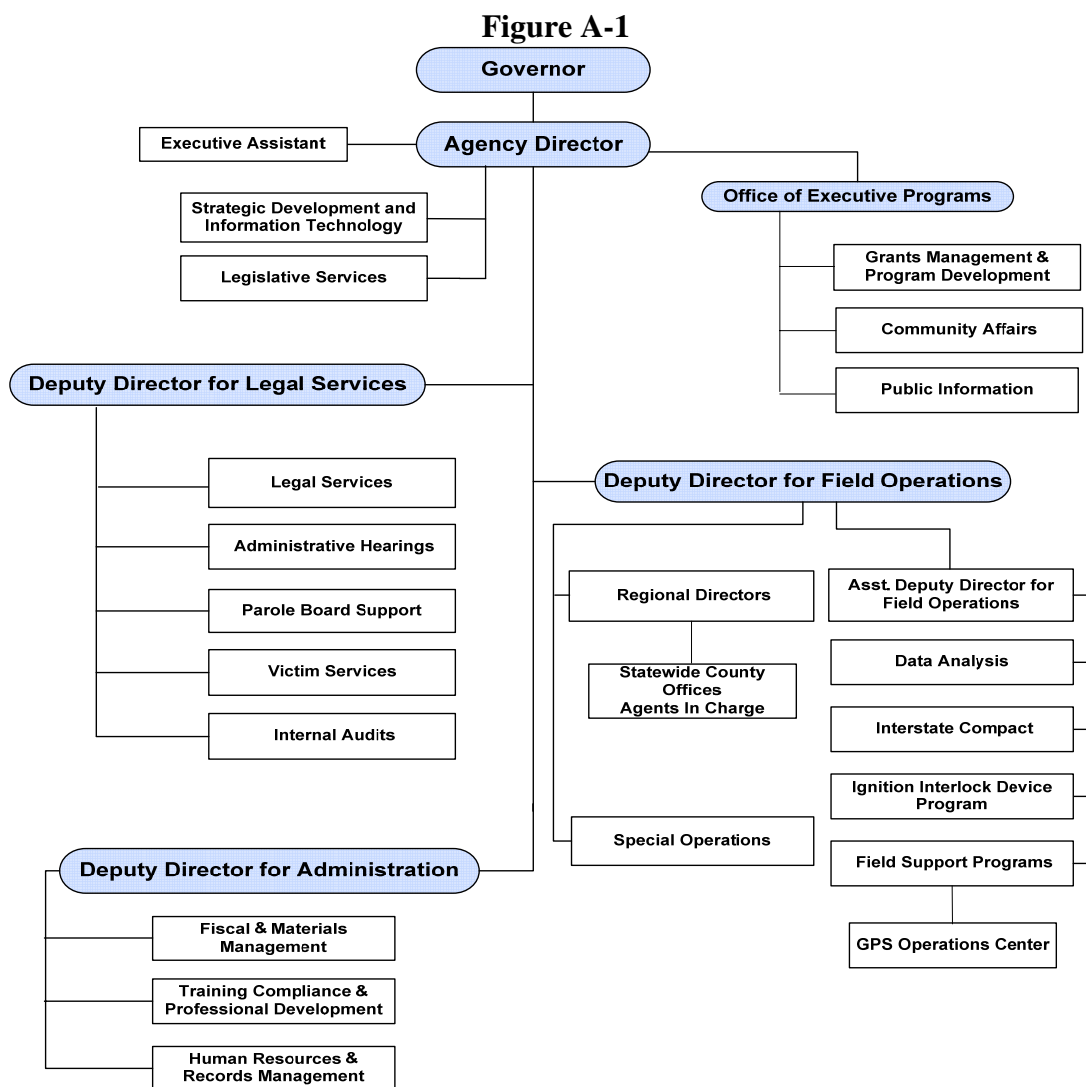 Figure A-1
Governor
Agency Director
Executive Assistant
Strategic Development and
Information Technology
Legislative Services
Office of Executive Programs
Grants Management &
Program Development
Community Affairs
Public Information
Deputy Director for Legal Services
Legal Services
Administrative Hearings
Parole Board Support
Victim Services
Internal Audits
Deputy Director for Field Operations
Regional Directors
Statewide County
Offices
Agents In Charge
Special Operations
Asst. Deputy Director for
Field Operations
Data Analysis
Interstate Compact
Ignition Interlock Device
Program
Field Support Programs
GPS Operations Center
Deputy Director for Administration
Fiscal & Materials
Management
Training Compliance &
Professional Development
Human Resources &
Records Management